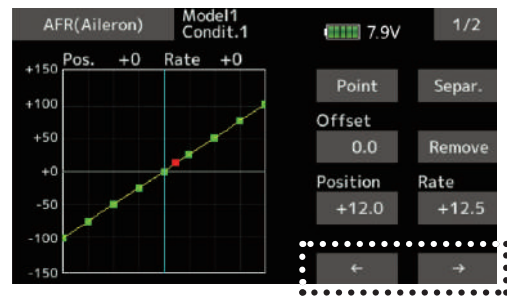 AFR(Aileron) Model1 7.9V 1/2
Condit.1
Pos. +0 Rate +0
+150
+100
+50
+0
-50
-100
-150
Point Separ.
Offset
0.0 Remove
Position Rate
+12.0 +12.5
← →